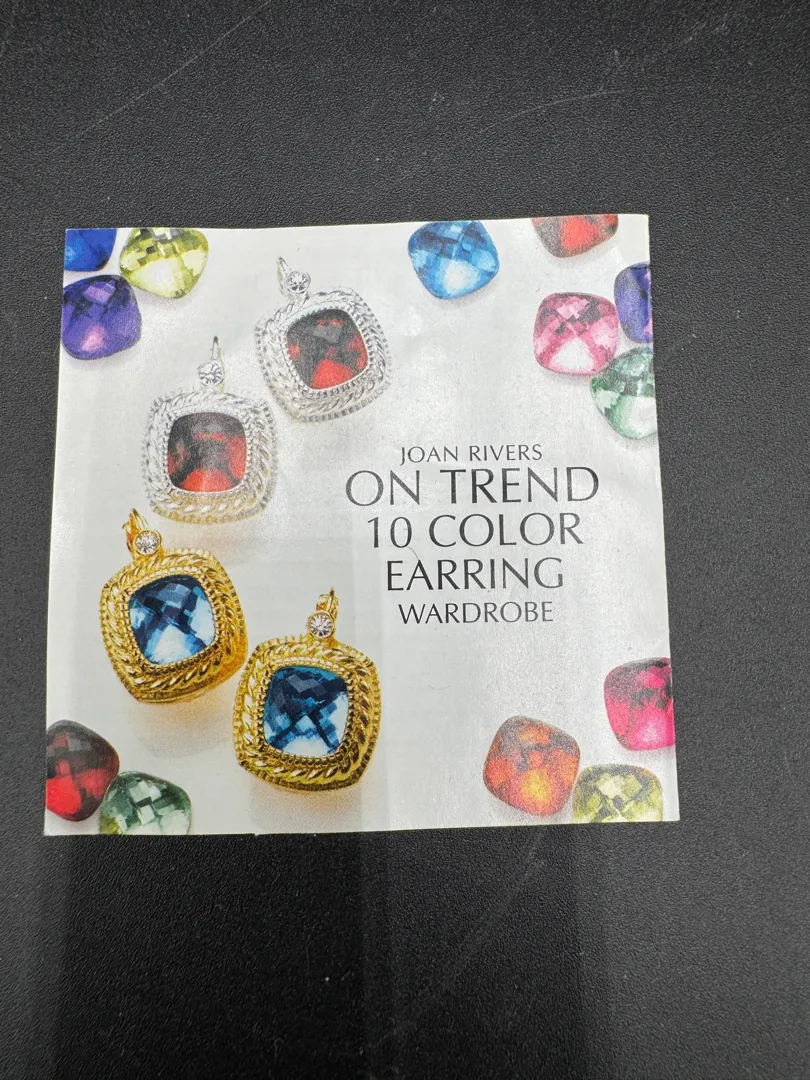 JOAN RIVERS
ON TREND
10 COLOR
EARRING
WARDROBE